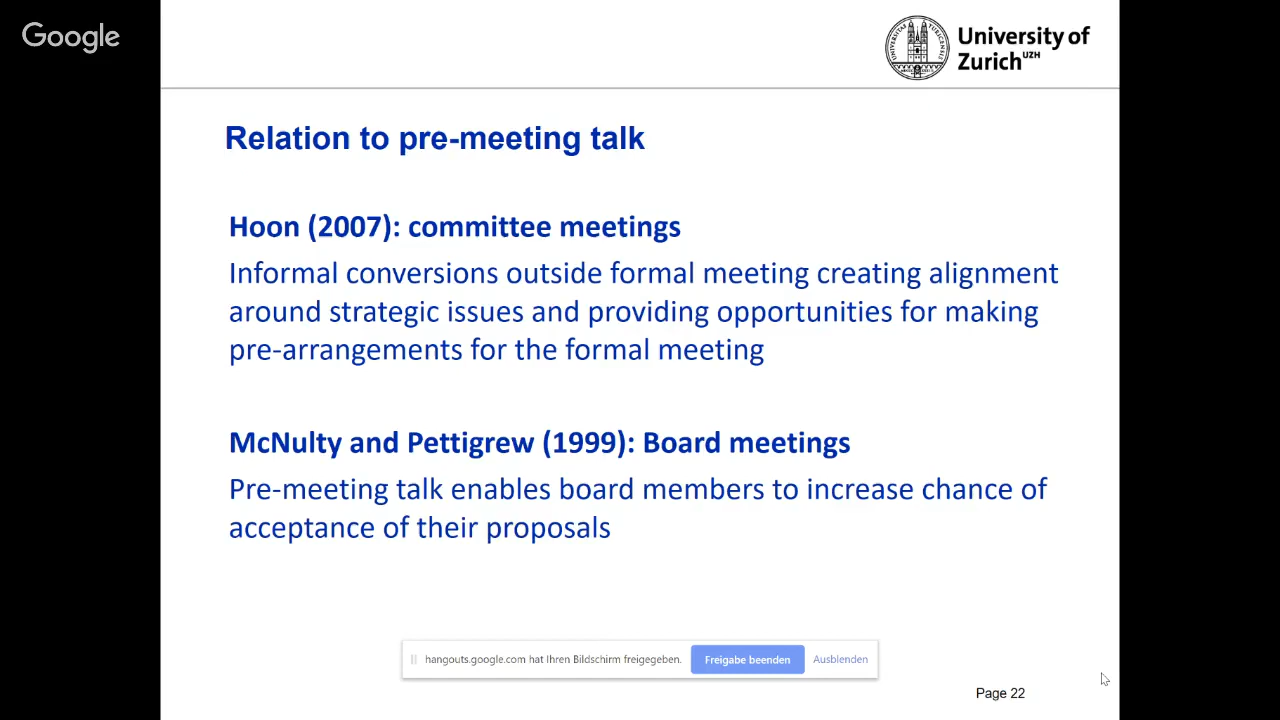 Google
University of
Zurich UZH
Relation to pre-meeting talk
Hoon (2007): committee meetings
Informal conversions outside formal meeting creating alignment
around strategic issues and providing opportunities for making
pre-arrangements for the formal meeting
McNulty and Pettigrew (1999): Board meetings
Pre-meeting talk enables board members to increase chance of
acceptance of their proposals
hangouts.google.com hat Ihren Bildschirm freigegeben. Freigabe beenden Ausblenden
Page 22